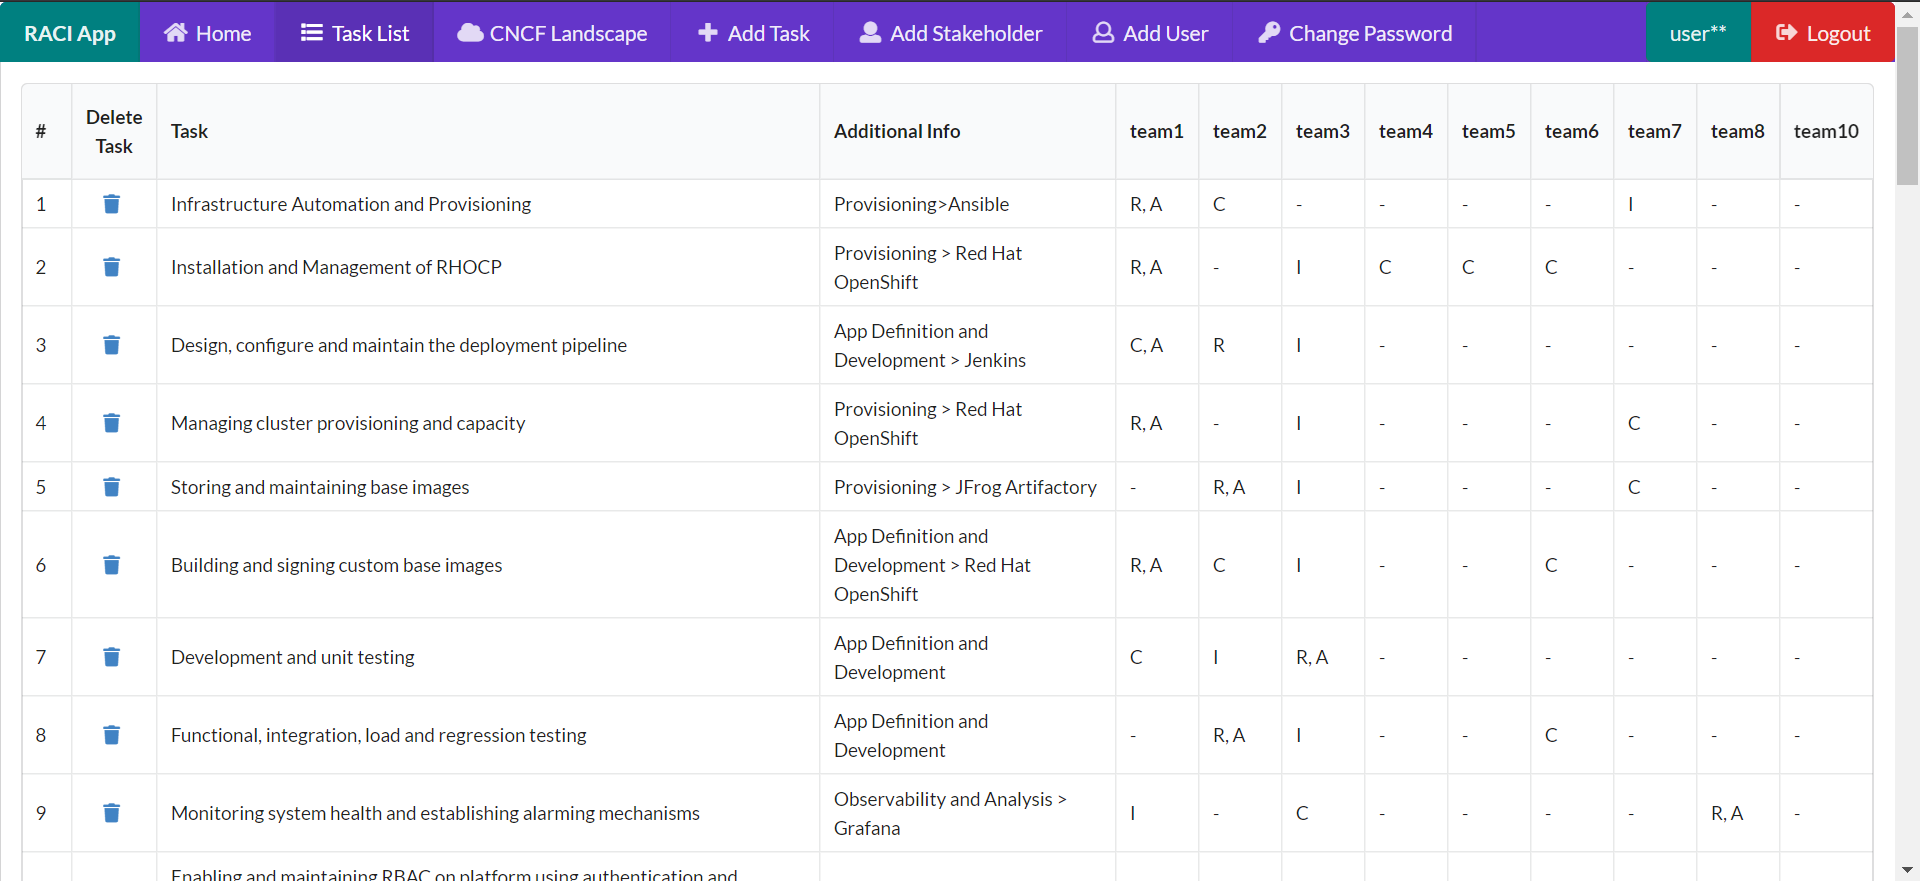 RACI App Home Task List CNCF Landscape Add Task Add Stakeholder Add User Change Password user** Logout
# Delete Task Task Additional Info team1 team2 team3 team4 team5 team6 team7 team8 team10
1 Infrastructure Automation and Provisioning Provisioning>Ansible R, A C - - - - I - -
2 Installation and Management of RHOCP Provisioning > Red Hat OpenShift R, A - I C C C - - -
3 Design, configure and maintain the deployment pipeline App Definition and Development > Jenkins C, A R I - - - - - -
4 Managing cluster provisioning and capacity Provisioning > Red Hat OpenShift R, A - I - - - C - -
5 Storing and maintaining base images Provisioning > JFrog Artifactory - R, A I - - - C - -
6 Building and signing custom base images App Definition and Development > Red Hat OpenShift R, A C I - - C - - -
7 Development and unit testing App Definition and Development C I R, A - - - - - -
8 Functional, integration, load and regression testing App Definition and Development - R, A I - - C - - -
9 Monitoring system health and establishing alarming mechanisms Observability and Analysis > Grafana I - C - - - - R, A -
Enabling and maintaining RBAC on platform using authentication and